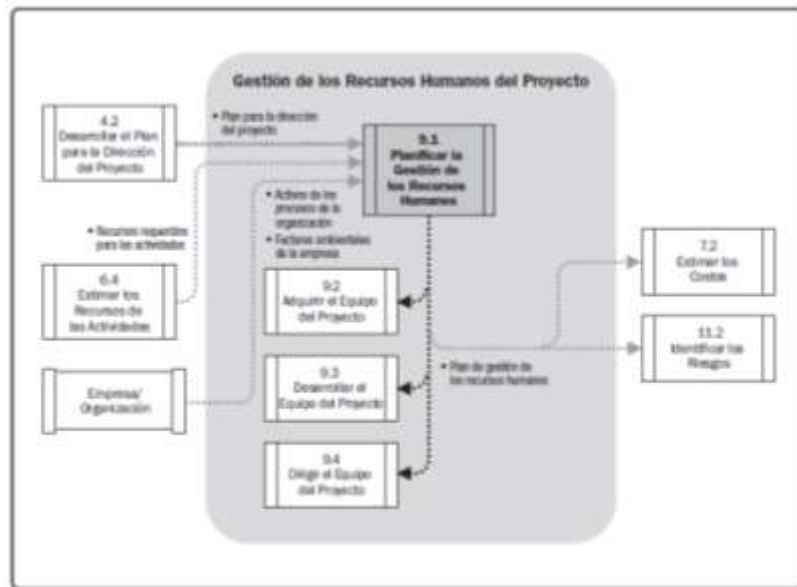 Gestión de los Recursos Humanos del Proyecto
4.2
Desarrollar el Plan
para la Dirección
del Proyecto
• Plan para la dirección
del proyecto
9.1
Planificar la
Gestión de
los Recursos
Humanos
• Activos de los
procesos de la
organización
• Factores ambientales
de la empresa
• Recursos requeridos
para las actividades
6.4
Estimar los
Recursos de
las Actividades
9.2
Adquirir el Equipo
del Proyecto
7.2
Estimar los
Costos
11.2
Identificar los
Riesgos
Empresa/
Organización
9.3
Desarrollar el
Equipo del Proyecto
• Plan de gestión de
los recursos humanos
9.4
Dirigir el Equipo
del Proyecto